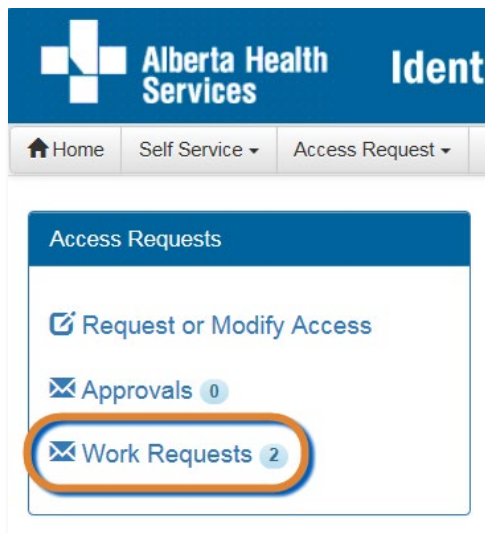 Alberta Health
Services
Ident
Home Self Service Access Request
Access Requests
Request or Modify Access
Approvals 0
Work Requests 2